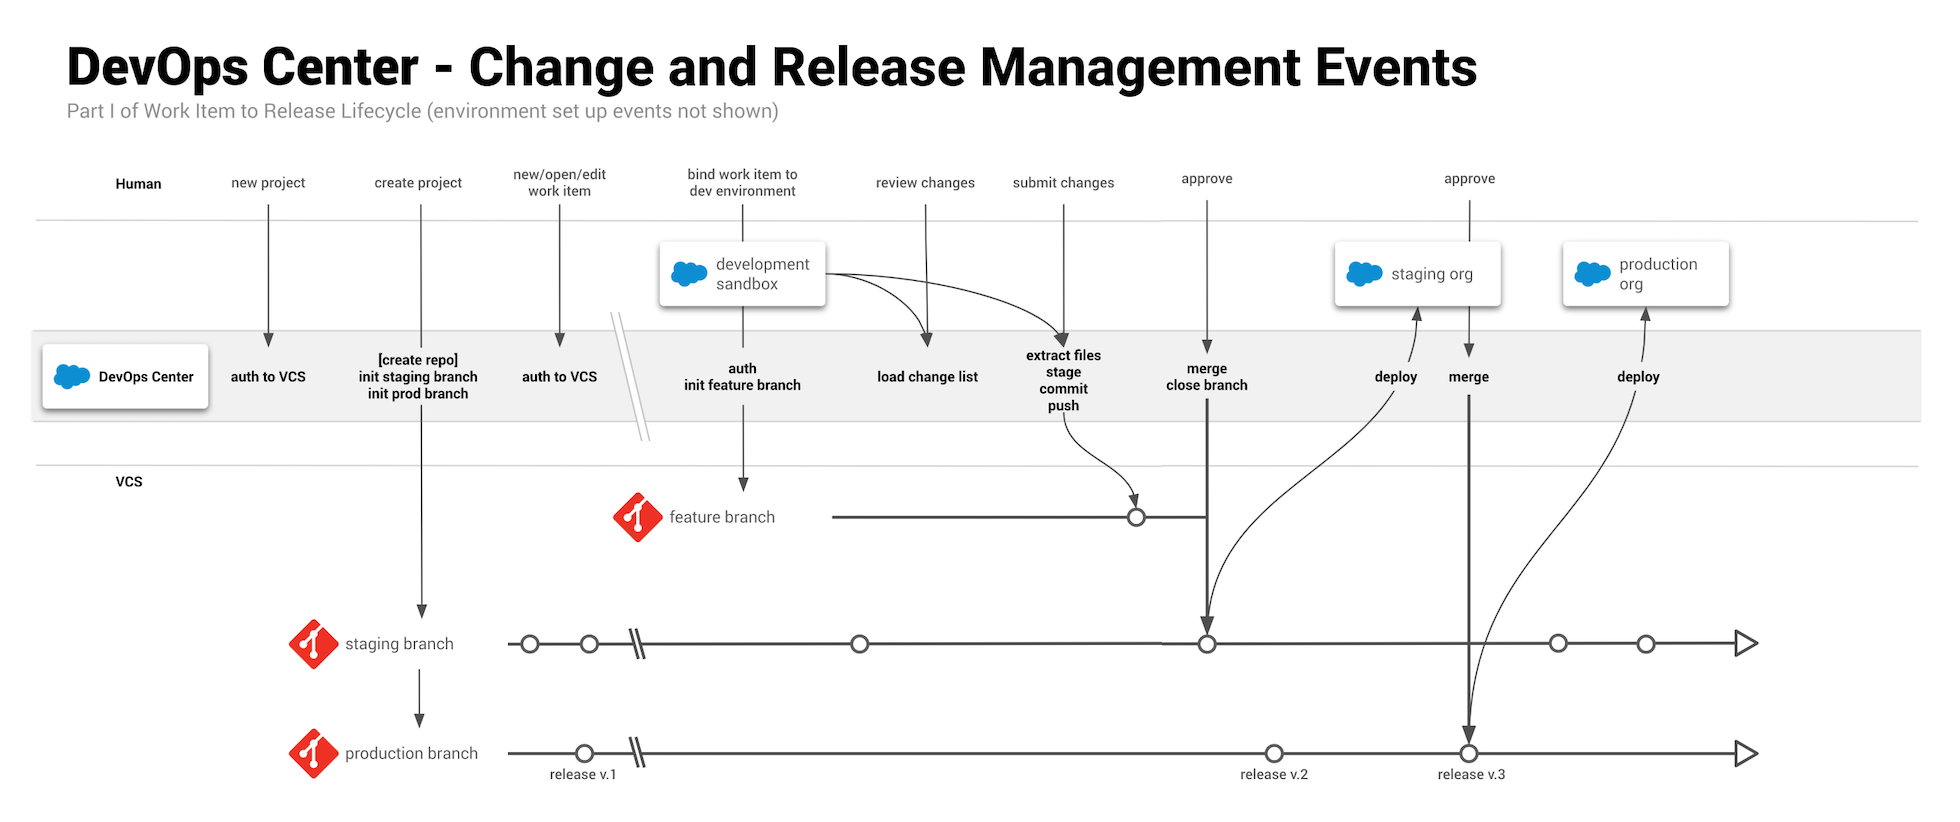 DevOps Center - Change and Release Management Events
Part I of Work Item to Release Lifecycle (environment set up events not shown)
Human
new project
create project
new/open/edit
work item
bind work item to
dev environment
review changes
submit changes
approve
approve
development
sandbox
staging org
production
org
DevOps Center
auth to VCS
[create repo]
init staging branch
init prod branch
auth to VCS
auth
init feature branch
load change list
extract files
stage
commit
push
merge
close branch
deploy
merge
deploy
VCS
feature branch
staging branch
production branch
release v.1
release v.2
release v.3